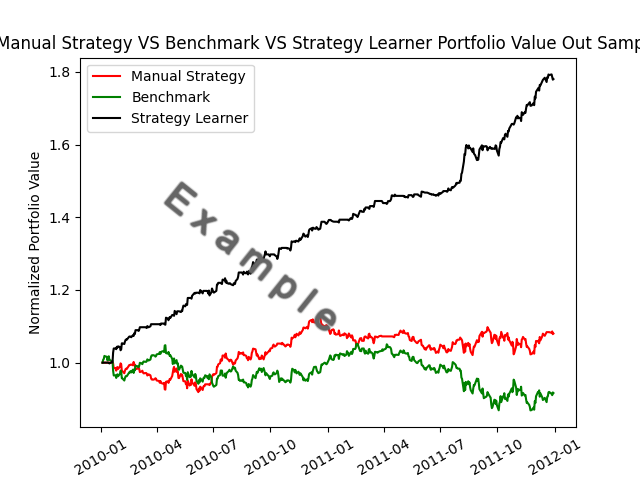 Manual Strategy VS Benchmark VS Strategy Learner Portfolio Value Out Samp
Manual Strategy
Benchmark
Strategy Learner
Normalized Portfolio Value
1.8
1.6
1.4
1.2
1.0
Example
2010-01
2010-04
2010-07
2010-10
2011-01
2011-04
2011-07
2011-10
2012-01